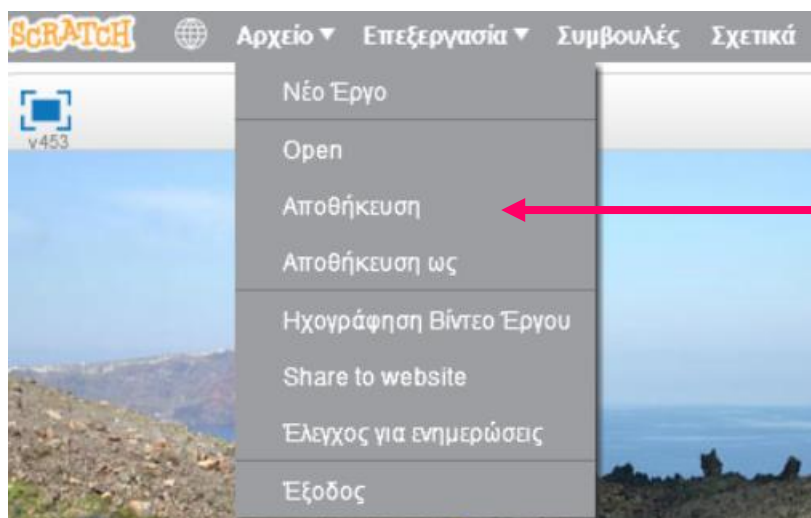 SCRATCH Αρχείο Επεξεργασία Συμβουλές Σχετικά
v453
Νέο Έργο
Open
Αποθήκευση
Αποθήκευση ως
Ηχογράφηση Βίντεο Έργου
Share to website
Έλεγχος για ενημερώσεις
Έξοδος